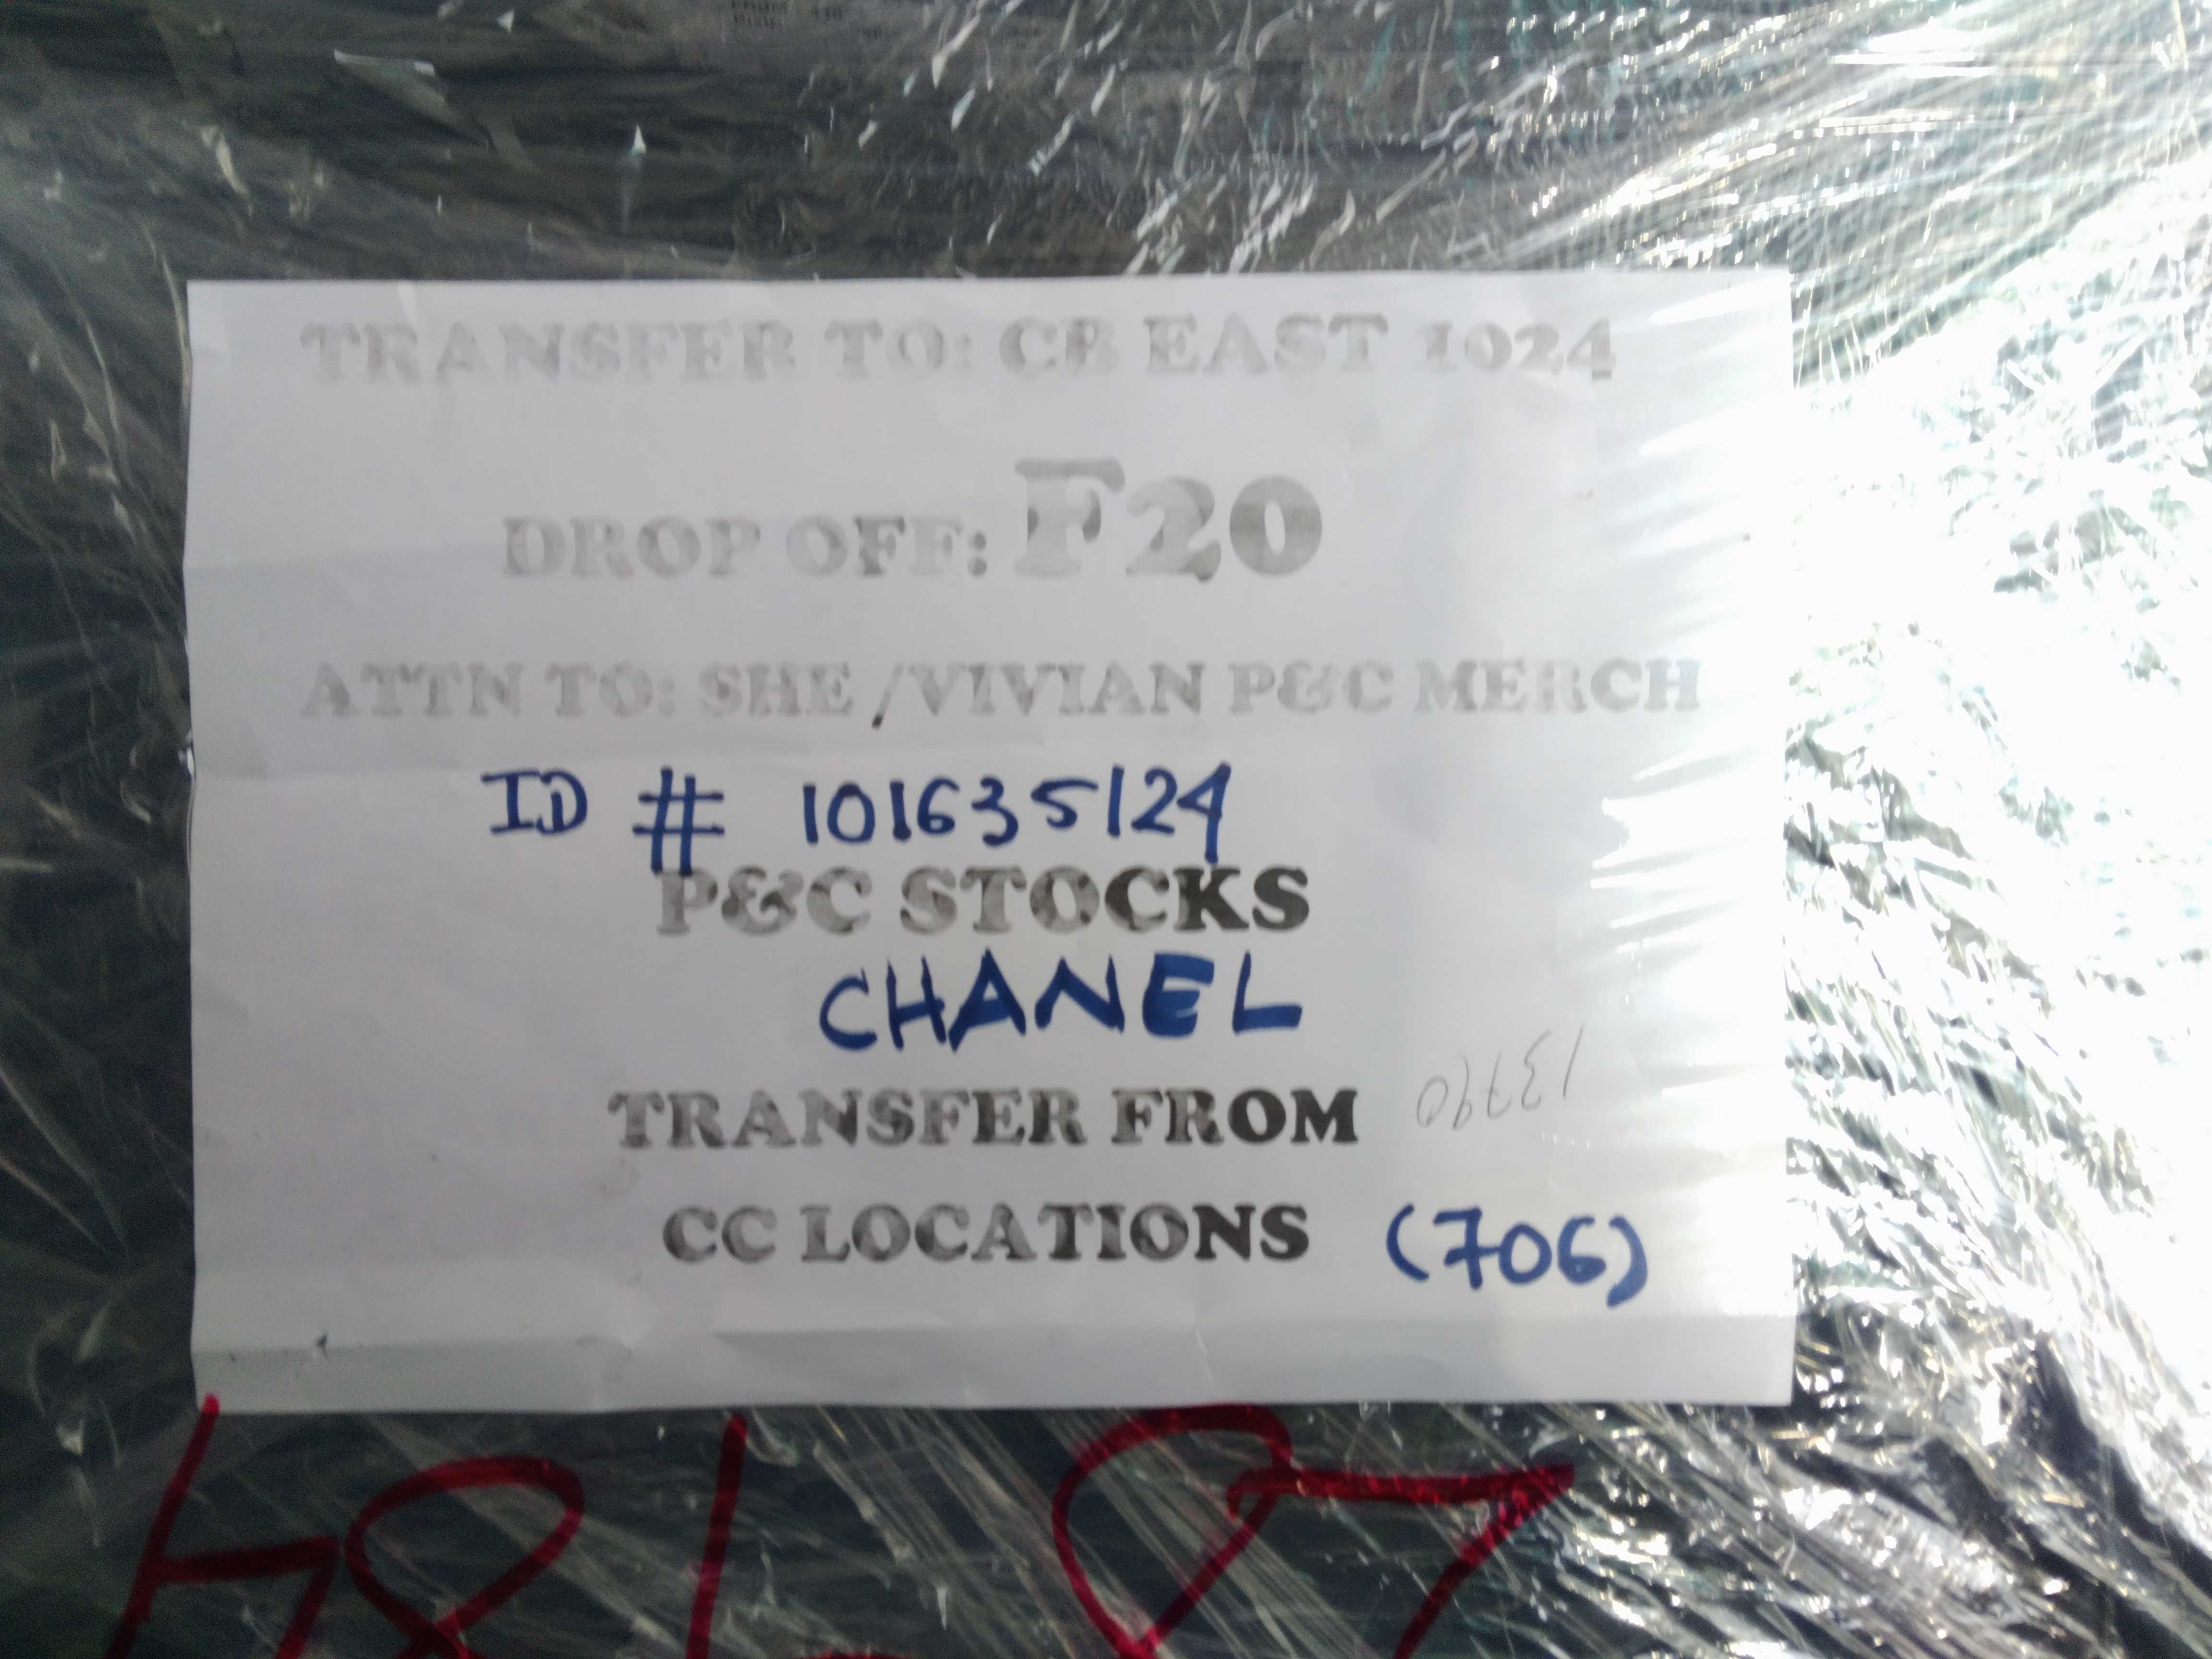 TRANSFER TO: CB EAST 1024
DROP OFF: F20
ATTN TO: SHE /VIVIAN P&C MERCH
ID # 101635124
P&C STOCKS
CHANEL
TRANSFER FROM
13790
CC LOCATIONS (706)